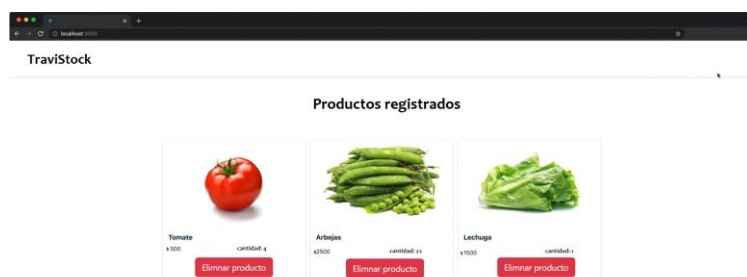 localhost:3000
TraviStock
Productos registrados
Tomate
$ 500 cantidad: 4
Elimnar producto
Arbejas
$2500 cantidad: 22
Elimnar producto
Lechuga
$1500 cantidad: 1
Elimnar producto